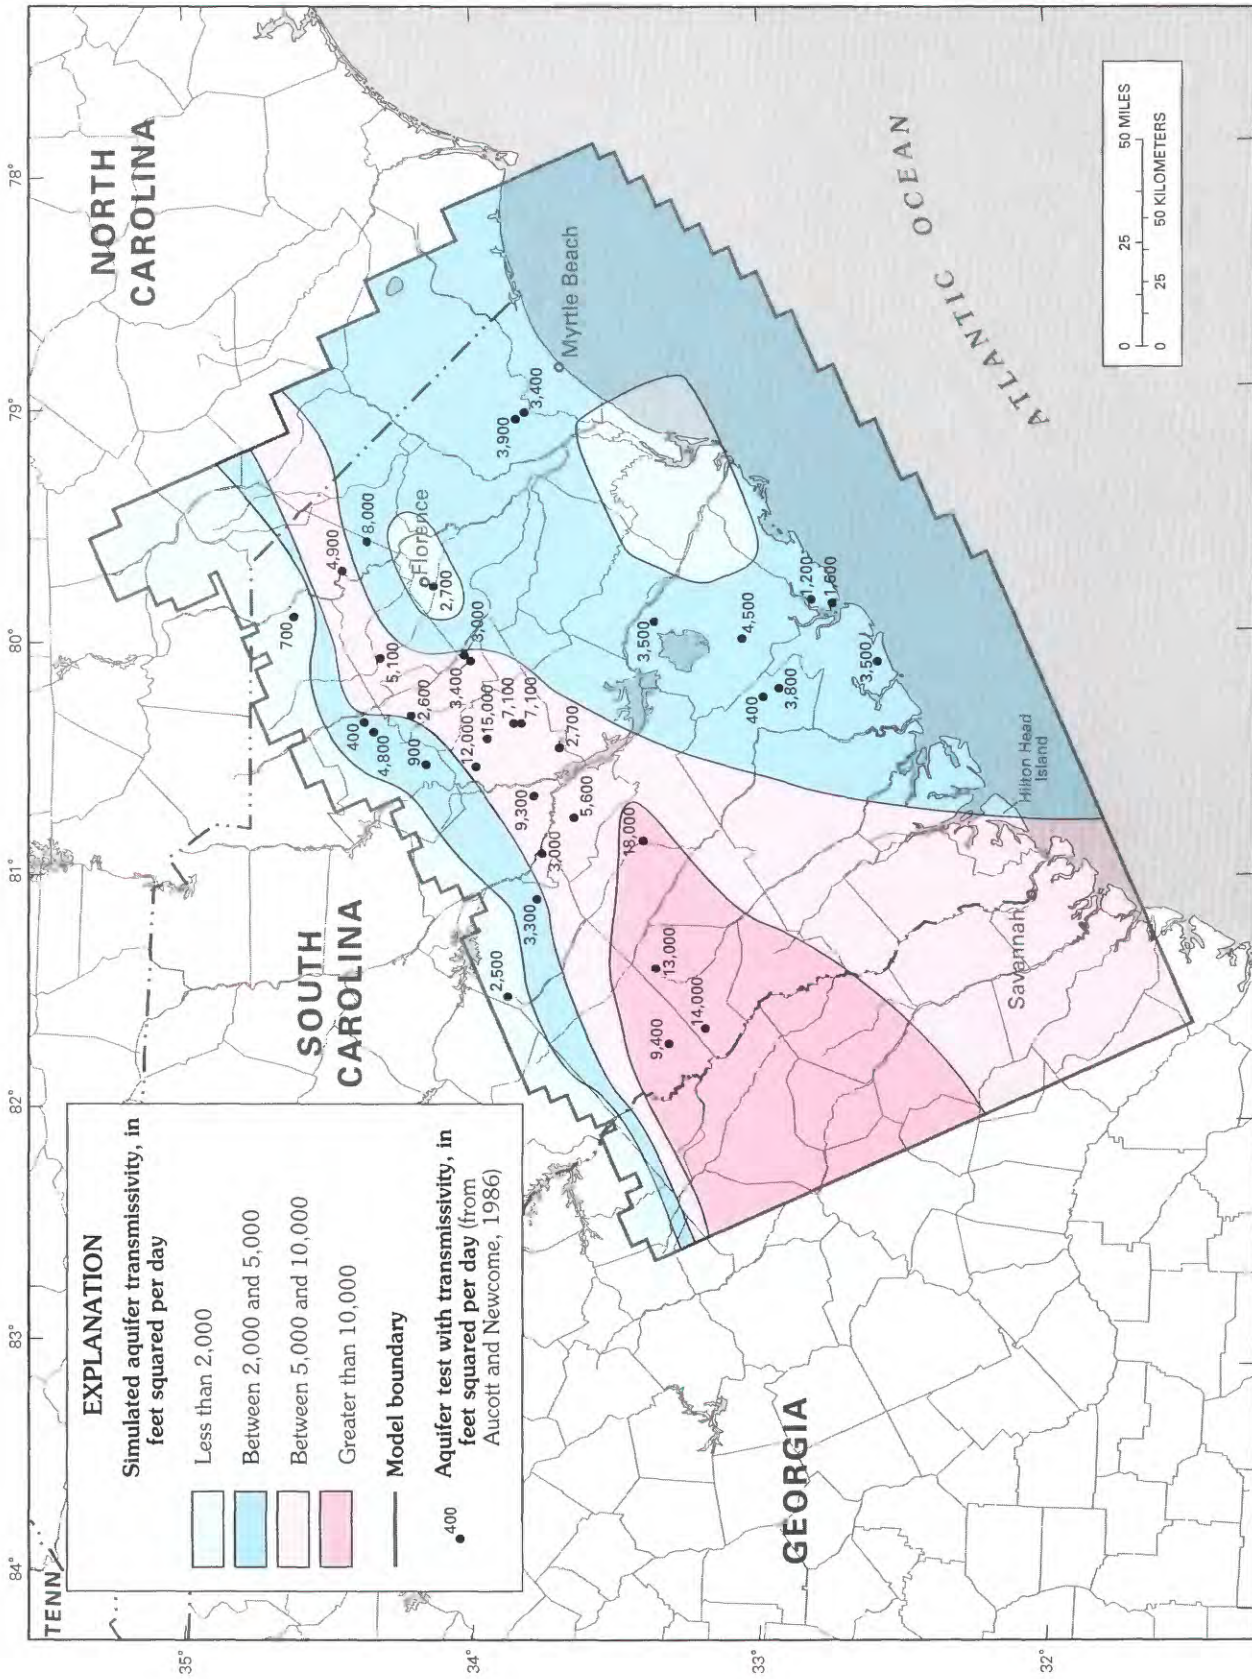 EXPLANATION
Simulated aquifer transmissivity, in
feet squared per day
Less than 2,000
Between 2,000 and 5,000
Between 5,000 and 10,000
Greater than 10,000
Model boundary
400
Aquifer test with transmissivity, in
feet squared per day (from
Aucott and Newcome, 1986)
84°
83°
82°
81°
80°
79°
78°
35°
34°
33°
32°
TENN
NORTH
CAROLINA
SOUTH
CAROLINA
GEORGIA
ATLANTIC OCEAN
Myrtle Beach
Florence
Savannah
Hilton Head
Island
700
4,900
8,000
2,700
3,900
3,400
5,100
3,000
3,400
400
4,800
2,600
900
12,000
15,000
7,100
7,100
2,700
9,300
5,600
3,000
3,300
2,500
18,000
13,000
14,000
9,400
3,500
4,500
1,200
1,600
400
3,800
3,500
0 25 50 MILES
0 25 50 KILOMETERS